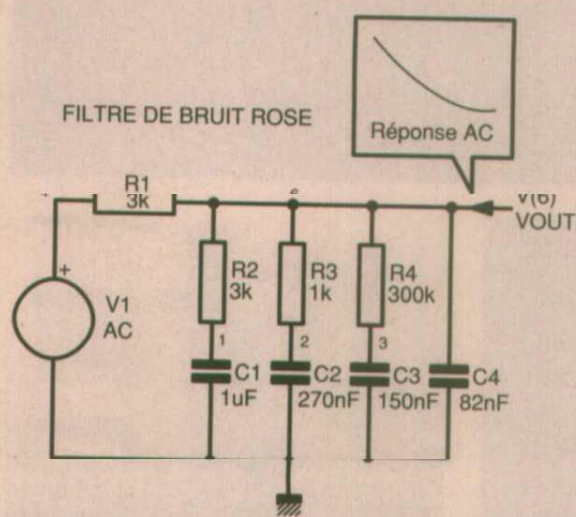 FILTRE DE BRUIT ROSE
Réponse AC
R1
3k
V(6)
VOUT
+
V1
AC
R2
3k
R3
1k
R4
300k
1
2
3
C1
1uF
C2
270nF
C3
150nF
C4
82nF